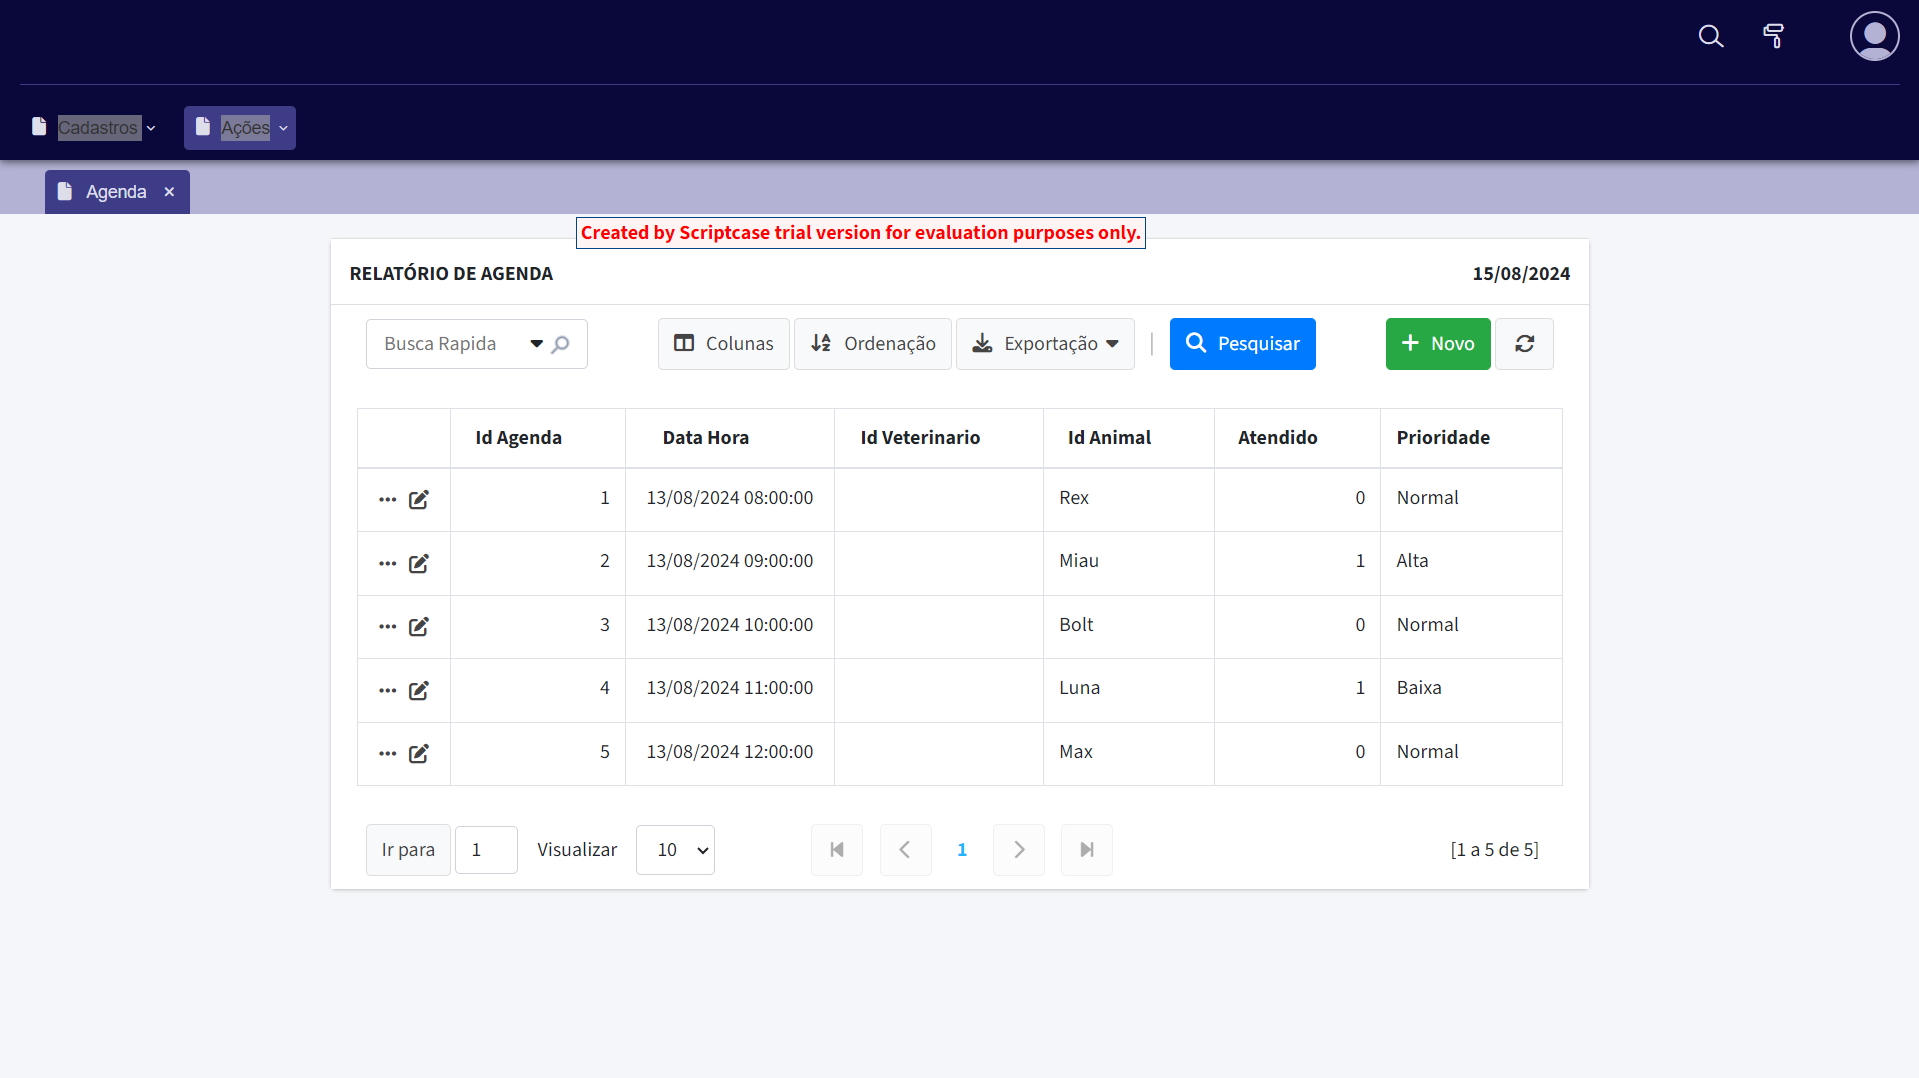 Cadastros
Ações
Agenda ×
Created by Scriptcase trial version for evaluation purposes only.
RELATÓRIO DE AGENDA 15/08/2024
Busca Rapida Colunas Ordenação Exportação | Pesquisar + Novo
Id Agenda Data Hora Id Veterinario Id Animal Atendido Prioridade
1 13/08/2024 08:00:00 Rex 0 Normal
2 13/08/2024 09:00:00 Miau 1 Alta
3 13/08/2024 10:00:00 Bolt 0 Normal
4 13/08/2024 11:00:00 Luna 1 Baixa
5 13/08/2024 12:00:00 Max 0 Normal
Ir para 1 Visualizar 10 1 [1 a 5 de 5]